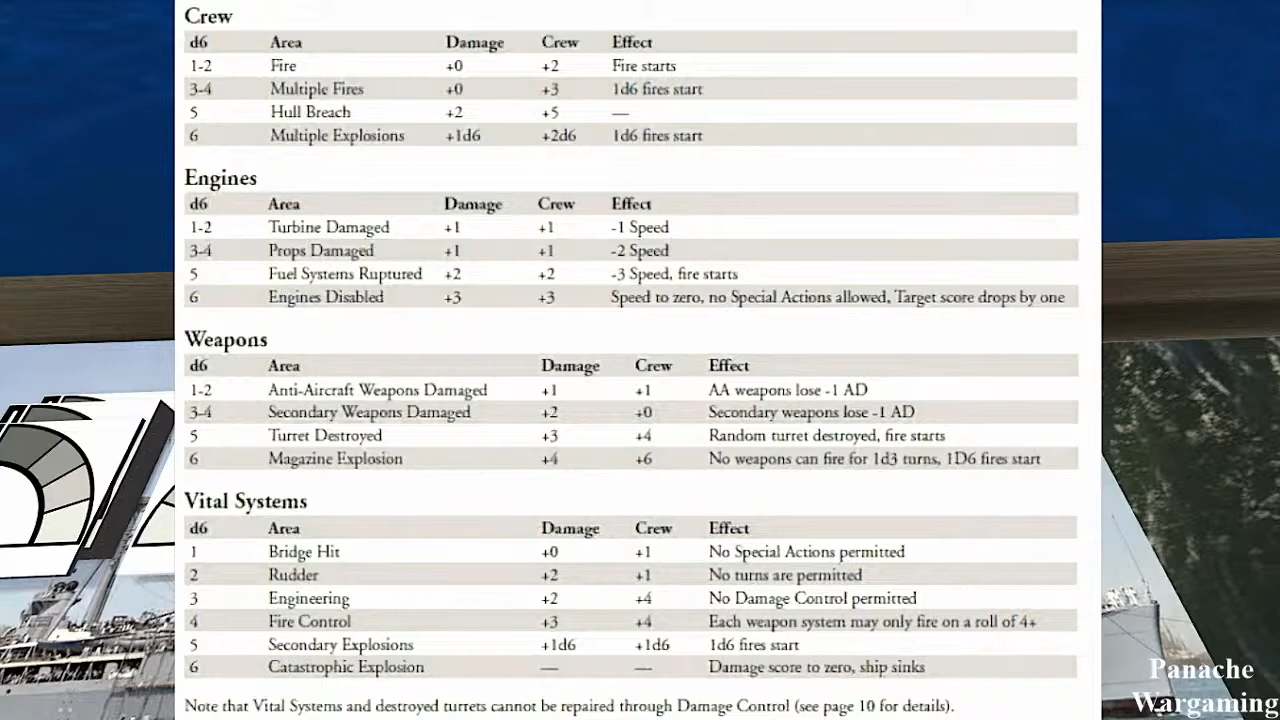 Crew
d6 Area Damage Crew Effect
1-2 Fire +0 +2 Fire starts
3-4 Multiple Fires +0 +3 1d6 fires start
5 Hull Breach +2 +5 —
6 Multiple Explosions +1d6 +2d6 1d6 fires start
Engines
d6 Area Damage Crew Effect
1-2 Turbine Damaged +1 +1 -1 Speed
3-4 Props Damaged +1 +1 -2 Speed
5 Fuel Systems Ruptured +2 +2 -3 Speed, fire starts
6 Engines Disabled +3 +3 Speed to zero, no Special Actions allowed, Target score drops by one
Weapons
d6 Area Damage Crew Effect
1-2 Anti-Aircraft Weapons Damaged +1 +1 AA weapons lose -1 AD
3-4 Secondary Weapons Damaged +2 +0 Secondary weapons lose -1 AD
5 Turret Destroyed +3 +4 Random turret destroyed, fire starts
6 Magazine Explosion +4 +6 No weapons can fire for 1d3 turns, 1D6 fires start
Vital Systems
d6 Area Damage Crew Effect
1 Bridge Hit +0 +1 No Special Actions permitted
2 Rudder +2 +1 No turns are permitted
3 Engineering +2 +4 No Damage Control permitted
4 Fire Control +3 +4 Each weapon system may only fire on a roll of 4+
5 Secondary Explosions +1d6 +1d6 1d6 fires start
6 Catastrophic Explosion — — Damage score to zero, ship sinks
Note that Vital Systems and destroyed turrets cannot be repaired through Damage Control (see page 10 for details).
Panache
Wargaming